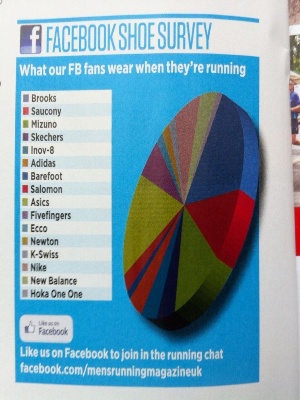 f FACEBOOK SHOE SURVEY
What our FB fans wear when they're running
Brooks
Saucony
Mizuno
Skechers
Inov-8
Adidas
Barefoot
Salomon
Asics
Fivefingers
Ecco
Newton
K-Swiss
Nike
New Balance
Hoka One One
Like us on
Facebook
Like us on Facebook to join in the running chat
facebook.com/mensrunningmagazineuk